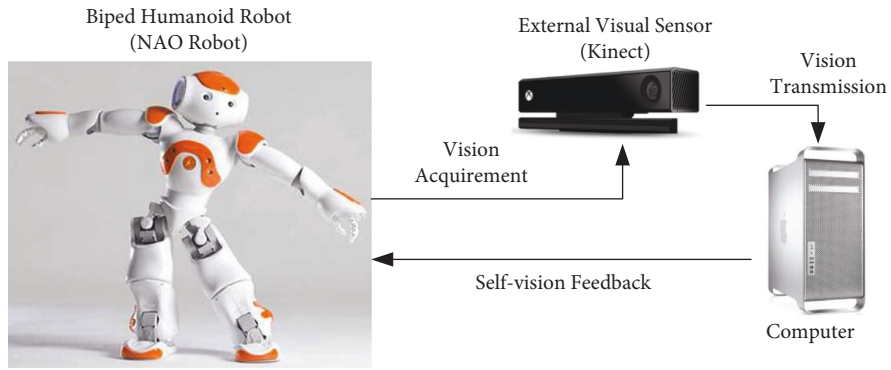 Biped Humanoid Robot
(NAO Robot)
External Visual Sensor
(Kinect)
Vision
Transmission
Vision
Acquirement
Self-vision Feedback
Computer